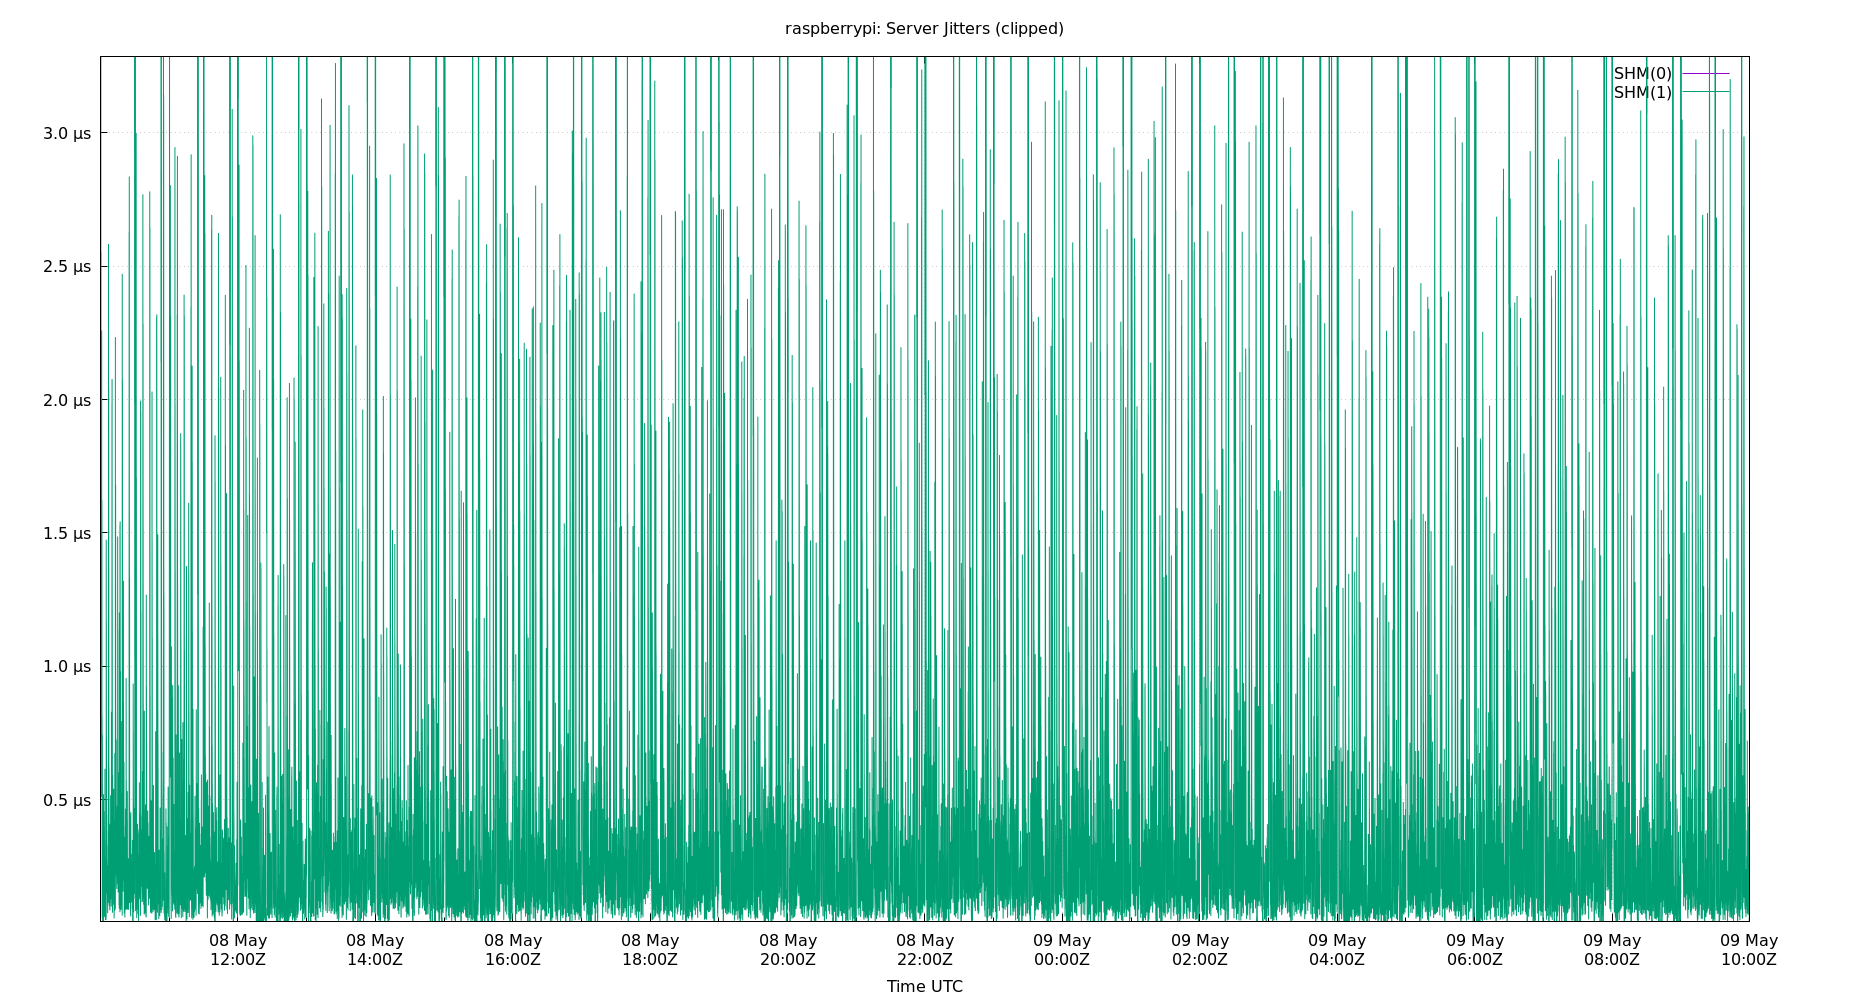 raspberrypi: Server Jitters (clipped)
SHM(0)
SHM(1)
3.0 µs
2.5 µs
2.0 µs
1.5 µs
1.0 µs
0.5 µs
08 May 08 May 08 May 08 May 08 May 08 May 09 May 09 May 09 May 09 May 09 May 09 May
12:00Z 14:00Z 16:00Z 18:00Z 20:00Z 22:00Z 00:00Z 02:00Z 04:00Z 06:00Z 08:00Z 10:00Z
Time UTC